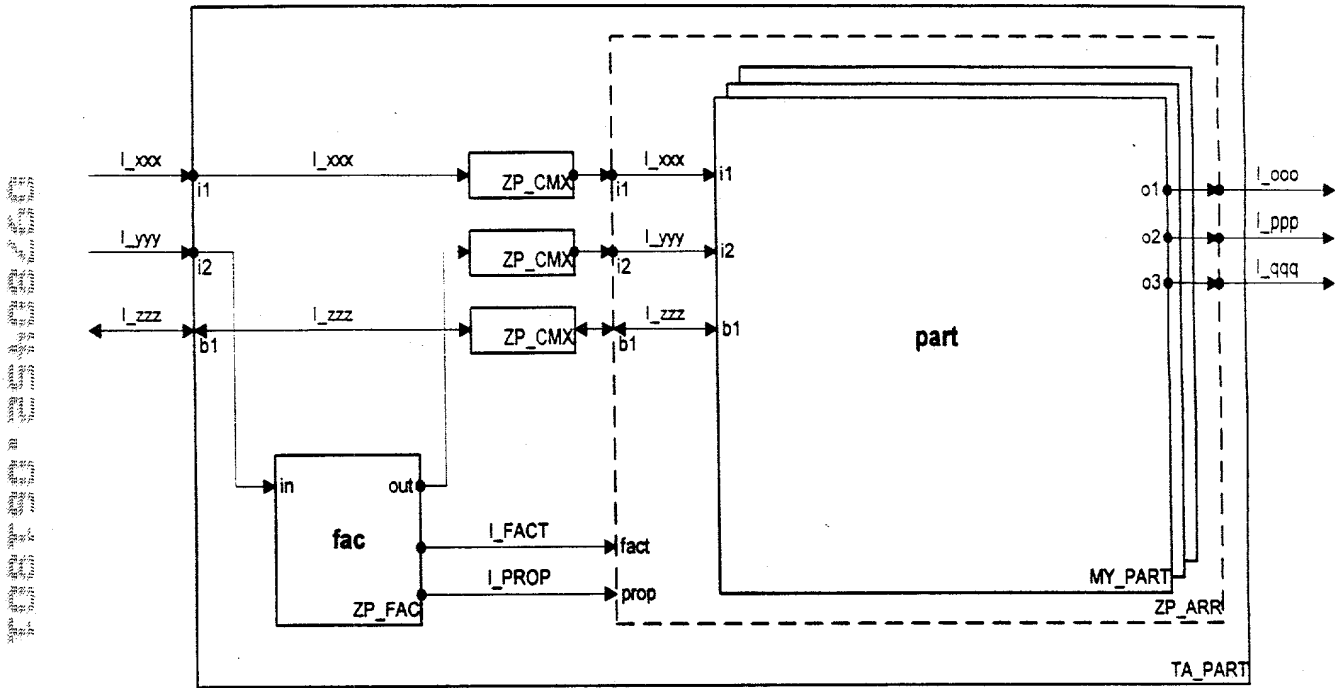 I_xxx
I_xxx
ZP_CMX
I_xxx
i1
i1
i1
I_yyy
i2
ZP_CMX
I_yyy
i2
i2
I_zzz
b1
I_zzz
ZP_CMX
I_zzz
b1
b1
part
o1
I_ooo
o2
I_ppp
o3
I_qqq
in
out
fac
ZP_FAC
I_FACT
fact
I_PROP
prop
MY_PART
ZP_ARR
TA_PART